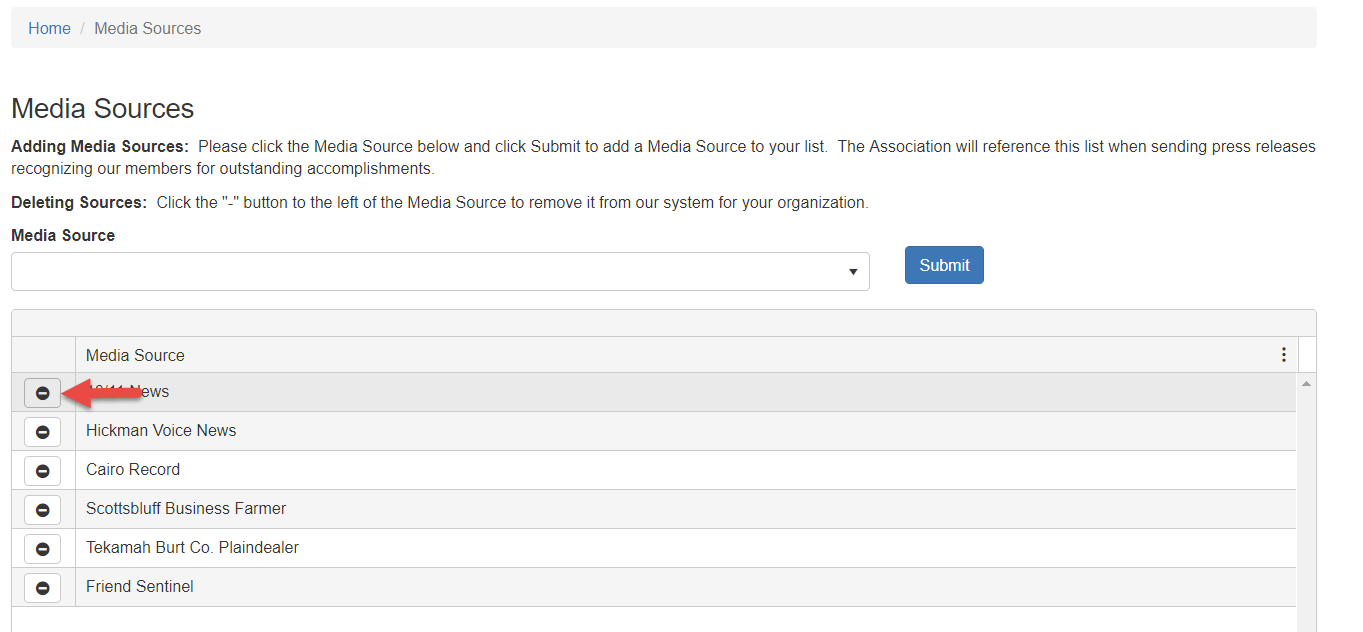 Home / Media Sources
Media Sources
Adding Media Sources: Please click the Media Source below and click Submit to add a Media Source to your list. The Association will reference this list when sending press releases
recognizing our members for outstanding accomplishments.
Deleting Sources: Click the "-" button to the left of the Media Source to remove it from our system for your organization.
Media Source
Submit
Media Source
10/11 News
Hickman Voice News
Cairo Record
Scottsbluff Business Farmer
Tekamah Burt Co. Plaindealer
Friend Sentinel